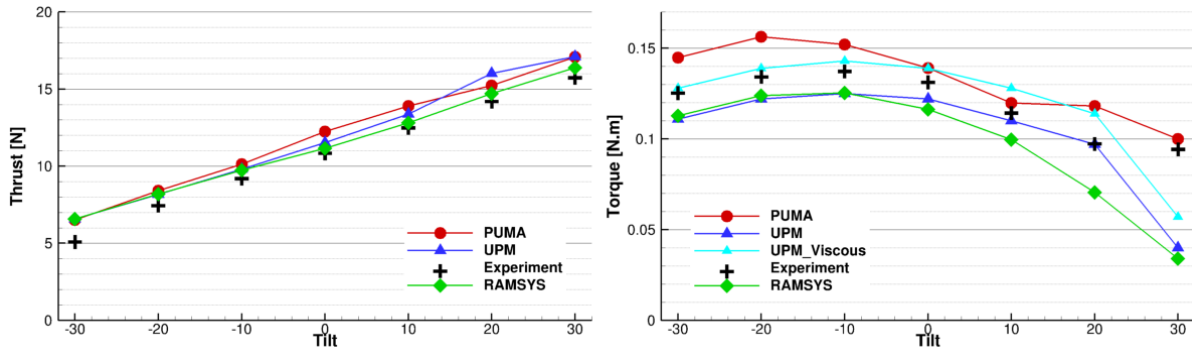 Thrust [N]
20
15
10
5
0
-30 -20 -10 0 10 20 30
Tilt
PUMA
UPM
Experiment
RAMSYS
Torque [N.m]
0.15
0.1
0.05
0
-30 -20 -10 0 10 20 30
Tilt
PUMA
UPM
UPM_Viscous
Experiment
RAMSYS